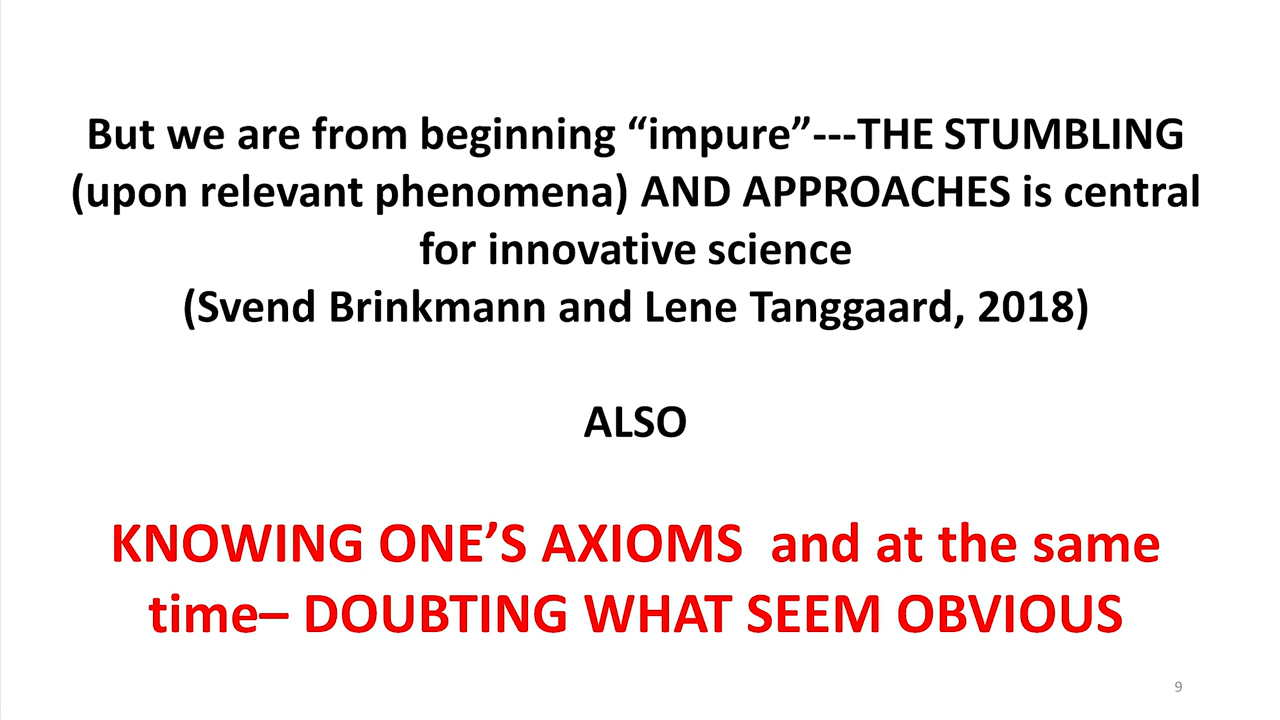 But we are from beginning “impure”---THE STUMBLING
(upon relevant phenomena) AND APPROACHES is central
for innovative science
(Svend Brinkmann and Lene Tanggaard, 2018)
ALSO
KNOWING ONE’S AXIOMS  and at the same
time– DOUBTING WHAT SEEM OBVIOUS
9